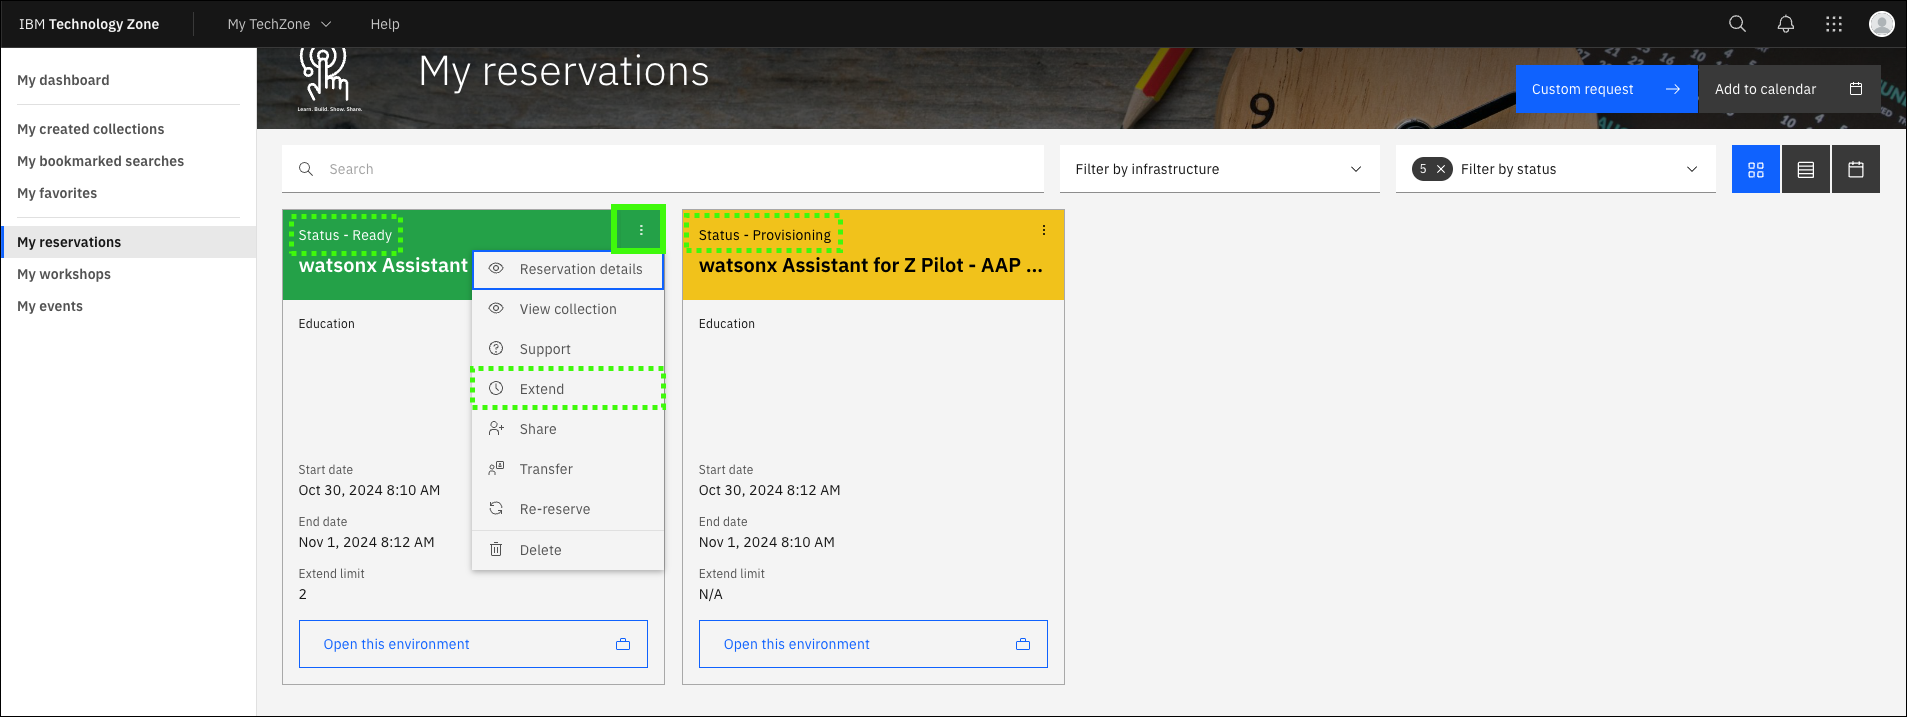 IBM Technology Zone
My TechZone
Help
My dashboard
My created collections
My bookmarked searches
My favorites
My reservations
My workshops
My events
Learn. Build. Show. Share.
My reservations
9
Custom request
Add to calendar
Search
Filter by infrastructure
5
Filter by status
Status - Ready
watsonx Assistant
Reservation details
View collection
Support
Extend
Share
Transfer
Re-reserve
Delete
Education
Start date
Oct 30, 2024 8:10 AM
End date
Nov 1, 2024 8:12 AM
Extend limit
2
Open this environment
Status - Provisioning
watsonx Assistant for Z Pilot - AAP ...
Education
Start date
Oct 30, 2024 8:12 AM
End date
Nov 1, 2024 8:10 AM
Extend limit
N/A
Open this environment